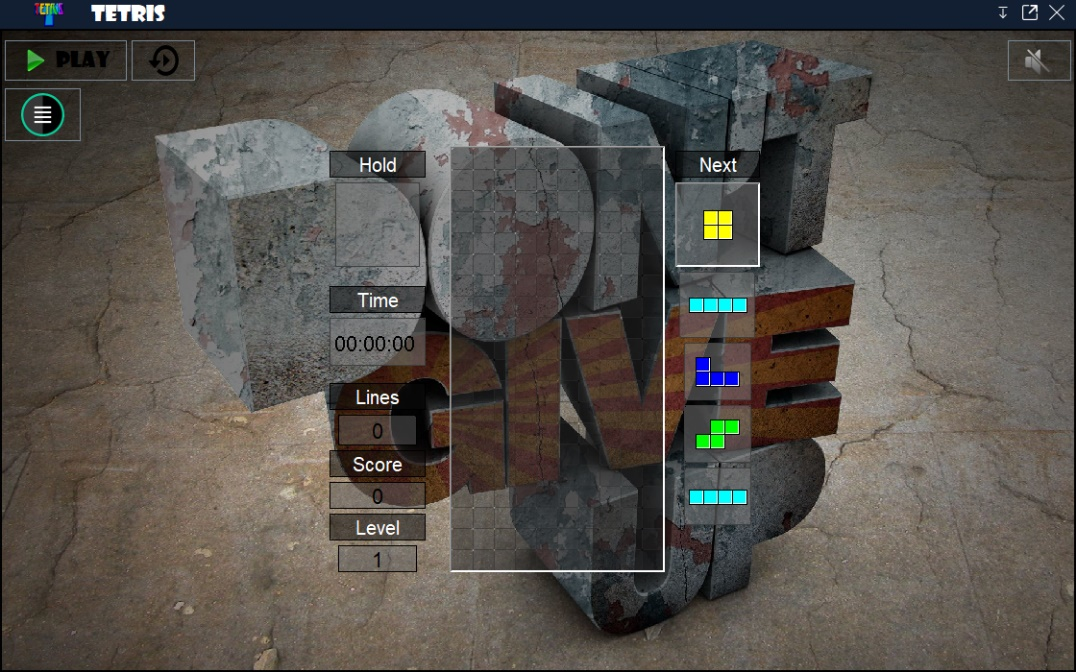 TETRIS
TETRIS
PLAY
Hold
Next
Time
00:00:00
Lines
0
Score
0
Level
1
DON'T
GIVE
UP